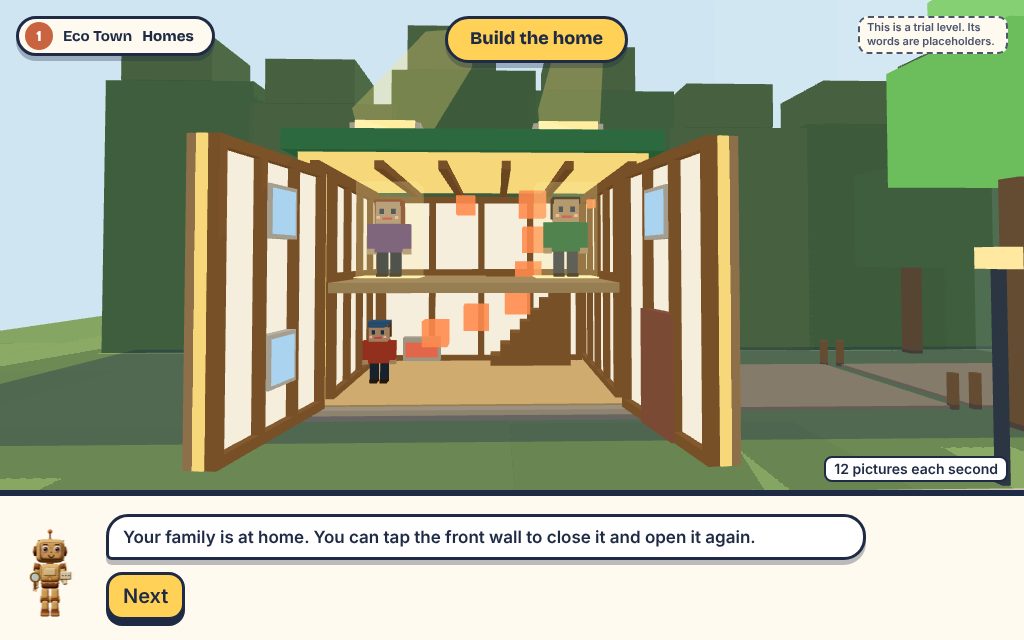 1 Eco Town Homes
Build the home
This is a trial level. Its
words are placeholders.
12 pictures each second
Your family is at home. You can tap the front wall to close it and open it again.
Next